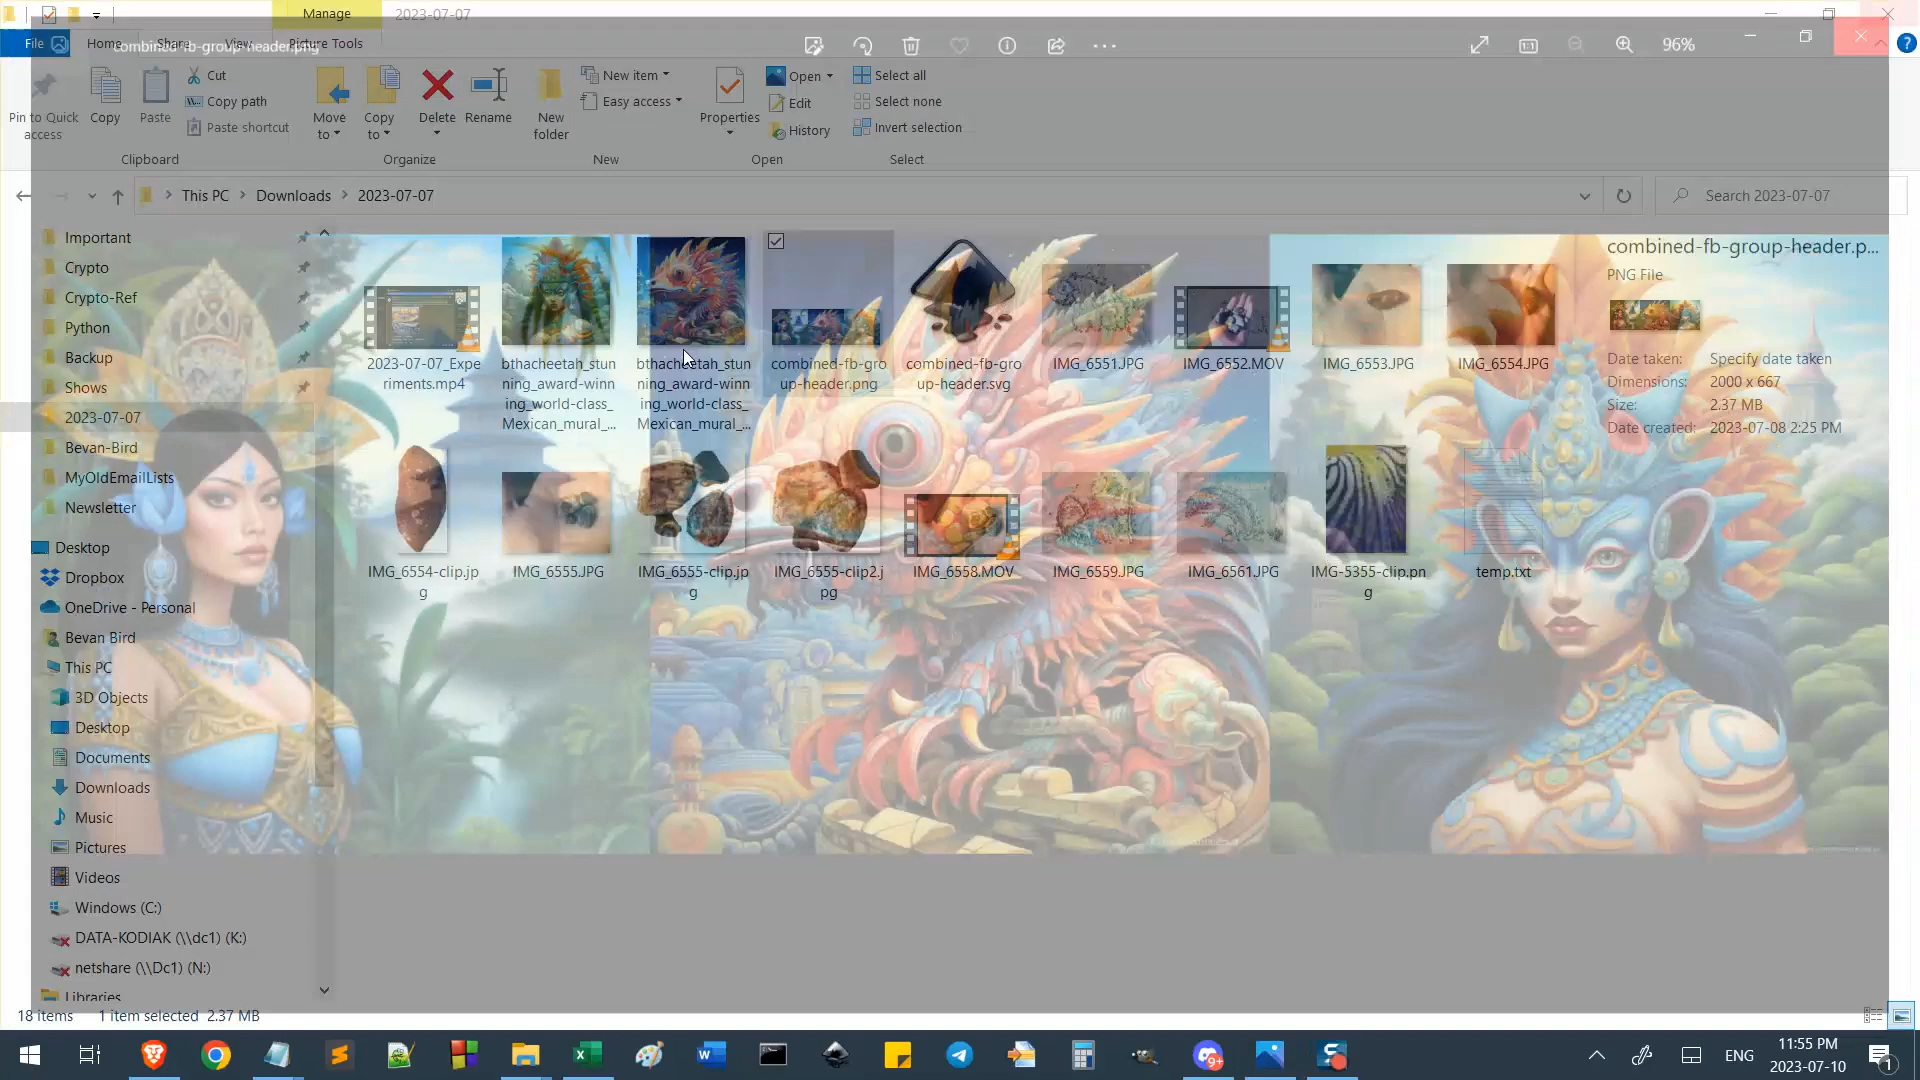 Manage
2023-07-07
File
Home
Share
View
Picture Tools
combined-fb-group-header.png
96%
Pin to Quick access
Copy
Paste
Cut
Copy path
Paste shortcut
Move to
Copy to
Delete
Rename
New folder
New item
Easy access
Properties
Open
Edit
History
Select all
Select none
Invert selection
Clipboard
Organize
New
Open
Select
This PC
Downloads
2023-07-07
Search 2023-07-07
Important
Crypto
Crypto-Ref
Python
Backup
Shows
2023-07-07
Bevan-Bird
MyOldEmailLists
Newsletter
Desktop
Dropbox
OneDrive - Personal
Bevan Bird
This PC
3D Objects
Desktop
Documents
Downloads
Music
Pictures
Videos
Windows (C:)
DATA-KODIAK (\\dc1) (K:)
netshare (\\Dc1) (N:)
Libraries
2023-07-07_Expe
riments.mp4
bthacheetah_stun
ning_award-winn
ing_world-class_
Mexican_mural_...
bthacheetah_stun
ning_award-winn
ing_world-class_
Mexican_mural_...
combined-fb-gro
up-header.png
combined-fb-gro
up-header.svg
IMG_6551.JPG
IMG_6552.MOV
IMG_6553.JPG
IMG_6554.JPG
IMG_6554-clip.jp
g
IMG_6555.JPG
IMG_6555-clip.jp
g
IMG_6555-clip2.j
pg
IMG_6558.MOV
IMG_6559.JPG
IMG_6561.JPG
IMG-5355-clip.pn
g
temp.txt
combined-fb-group-header.p...
PNG File
Date taken: Specify date taken
Dimensions: 2000 x 667
Size: 2.37 MB
Date created: 2023-07-08 2:25 PM
18 items
1 item selected 2.37 MB
9+
ENG
11:55 PM
2023-07-10
1